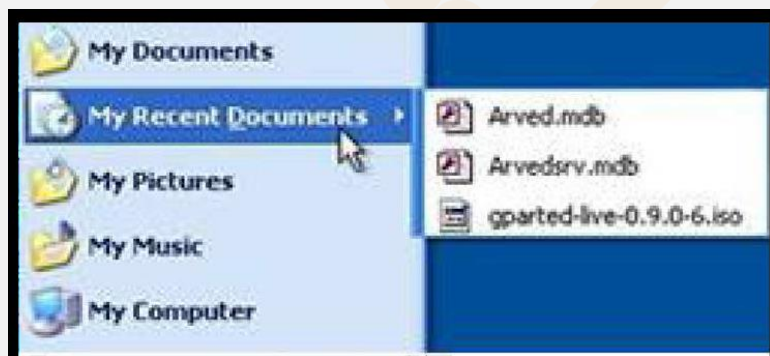 My Documents
My Recent Documents
My Pictures
My Music
My Computer
Arved.mdb
Arvedsrv.mdb
gparted-live-0.9.0-6.iso